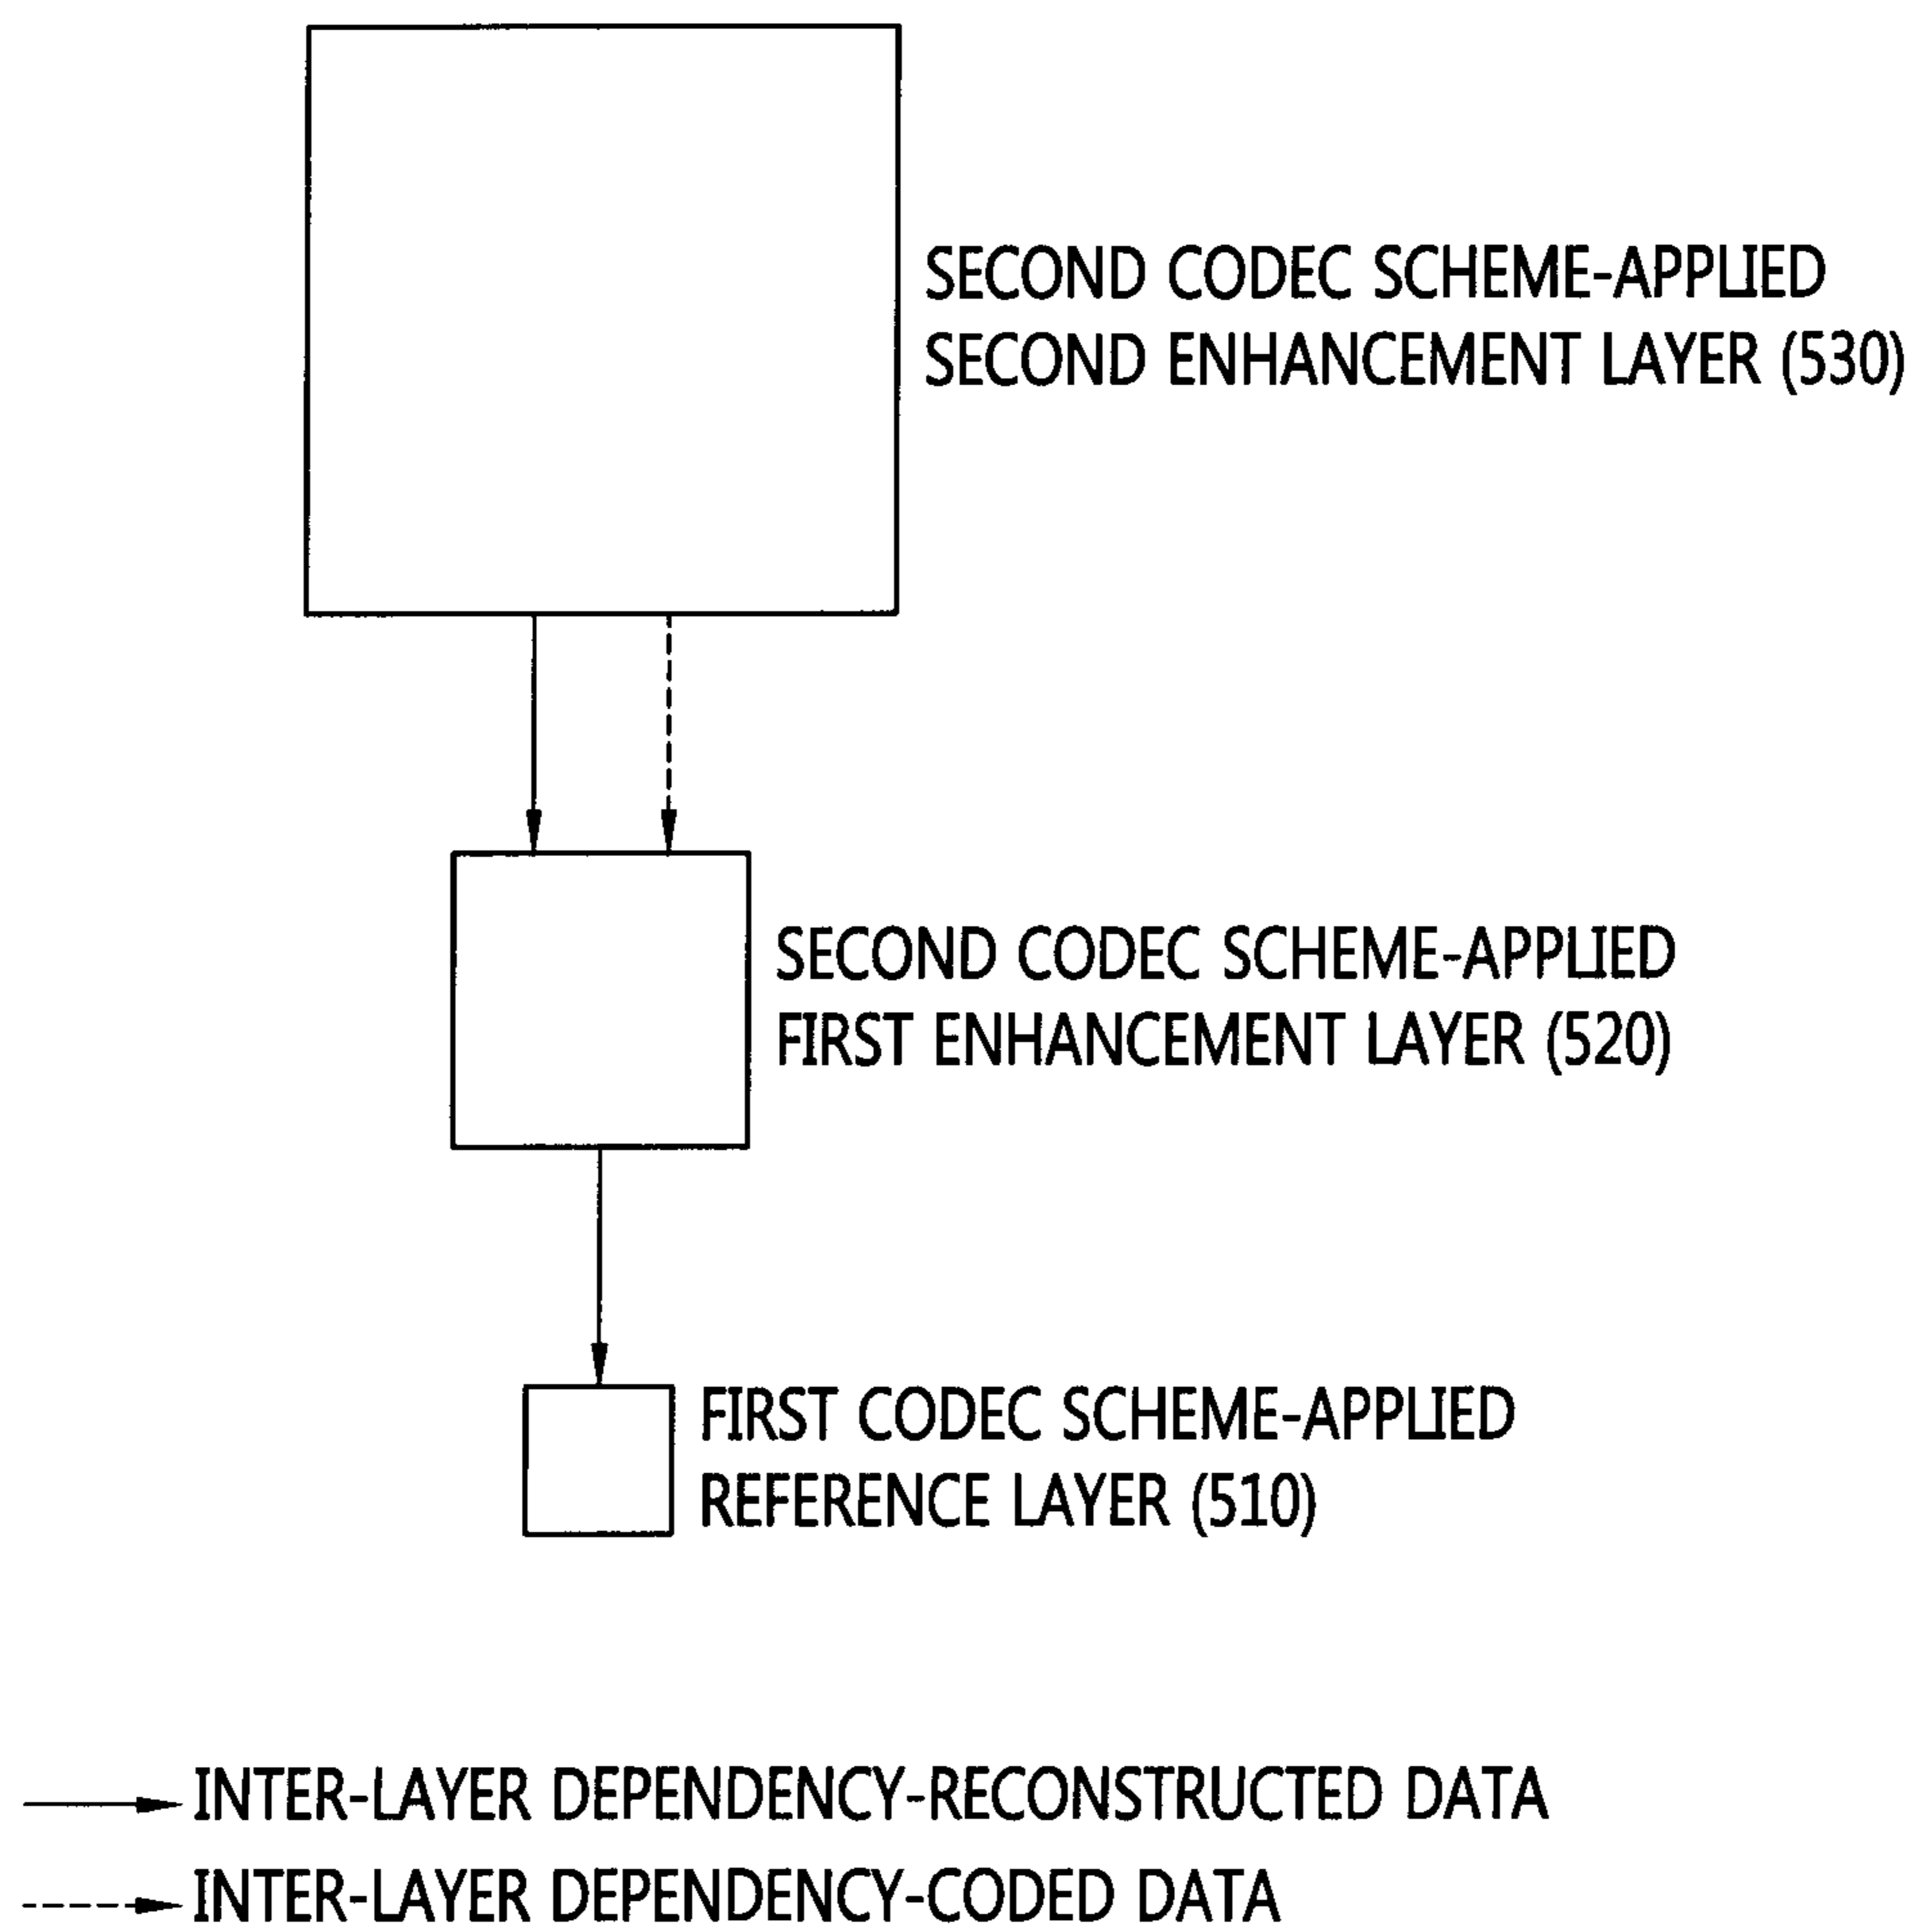 SECOND CODEC SCHEME-APPLIED
SECOND ENHANCEMENT LAYER (530)
SECOND CODEC SCHEME-APPLIED
FIRST ENHANCEMENT LAYER (520)
FIRST CODEC SCHEME-APPLIED
REFERENCE LAYER (510)
INTER-LAYER DEPENDENCY-RECONSTRUCTED DATA
INTER-LAYER DEPENDENCY-CODED DATA